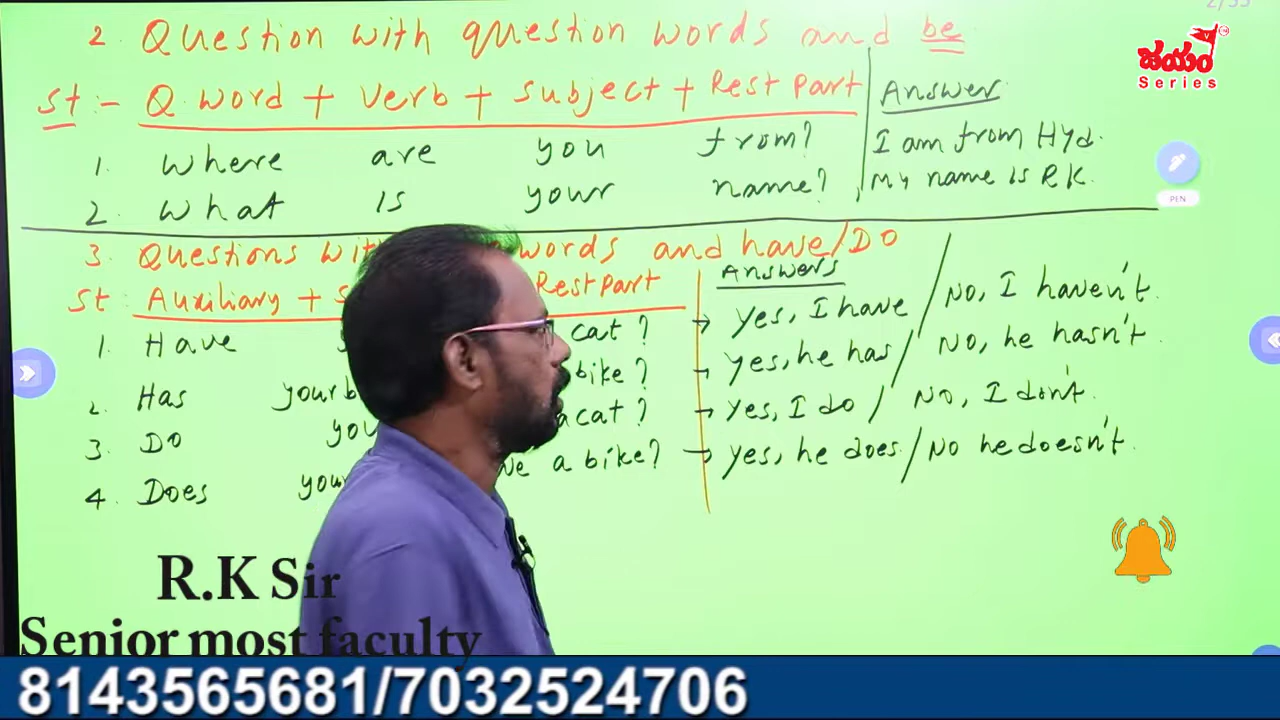 2/55
2. Question with question words and be
విజయం
Series
St :- Q word + verb + subject + Rest Part
Answer
1. Where are you from?
I am from Hyd.
2. What is your name?
My name is RK.
PEN
3. Questions words and have/DO
St : Auxiliary + Rest part
Answers
1. Have cat ? → yes, I have / No, I haven't.
2. Has bike ? → yes, he has / No, he hasn't.
3. DO a cat ? → yes, I do / No, I don't.
4. Does a bike? → yes, he does / No he doesn't.
R.K Sir
Senior most faculty
8143565681/7032524706